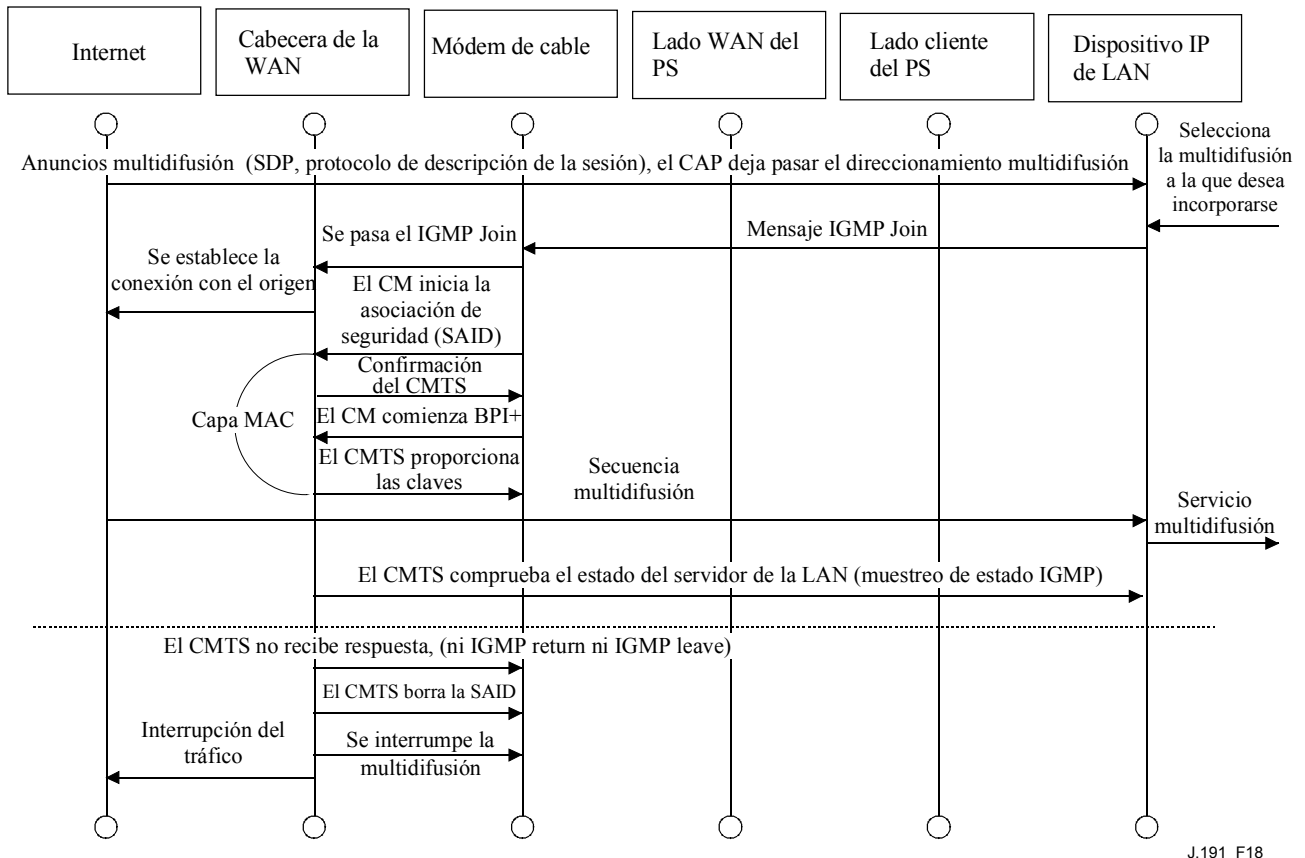 Internet
Cabecera de la
WAN
Módem de cable
Lado WAN del
PS
Lado cliente
del PS
Dispositivo IP
de LAN
Selecciona
la multidifusión
a la que desea
incorporarse
Anuncios multidifusión (SDP, protocolo de descripción de la sesión), el CAP deja pasar el direccionamiento multidifusión
Mensaje IGMP Join
Se pasa el IGMP Join
Se establece la
conexión con el origen
El CM inicia la
asociación de
seguridad (SAID)
Confirmación
del CMTS
Capa MAC
El CM comienza BPI+
El CMTS proporciona
las claves
Secuencia
multidifusión
Servicio
multidifusión
El CMTS comprueba el estado del servidor de la LAN (muestreo de estado IGMP)
El CMTS no recibe respuesta, (ni IGMP return ni IGMP leave)
El CMTS borra la SAID
Interrupción del
tráfico
Se interrumpe la
multidifusión
J.191_F18